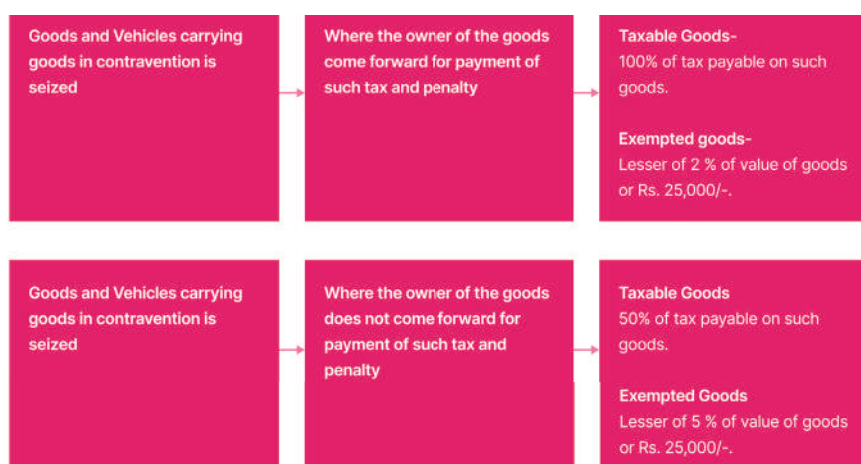 Goods and Vehicles carrying
goods in contravention is
seized
Where the owner of the goods
come forward for payment of
such tax and penalty
Taxable Goods-
100% of tax payable on such
goods.
Exempted goods-
Lesser of 2 % of value of goods
or Rs. 25,000/-.
Goods and Vehicles carrying
goods in contravention is
seized
Where the owner of the goods
does not come forward for
payment of such tax and
penalty
Taxable Goods
50% of tax payable on such
goods.
Exempted Goods
Lesser of 5 % of value of goods
or Rs. 25,000/-.